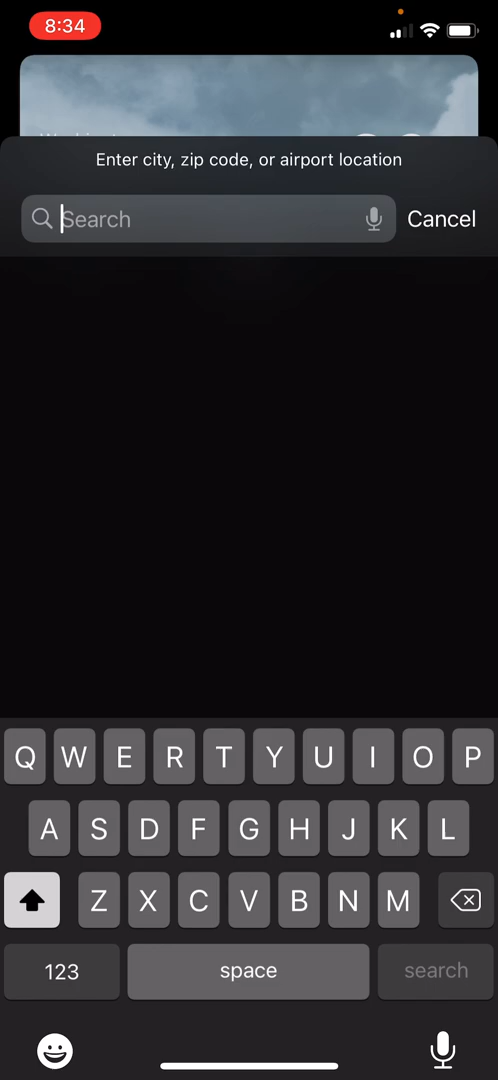 8:34
Enter city, zip code, or airport location
Search
Cancel
Q W E R T Y U I O P
A S D F G H J K L
Z X C V B N M
123
space
search